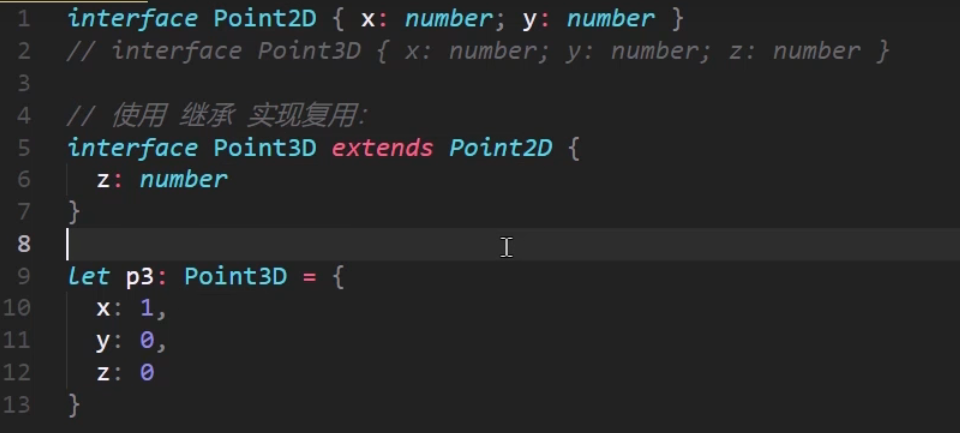 1 interface Point2D { x: number; y: number }
2 // interface Point3D { x: number; y: number; z: number }
3
4 // 使用 继承 实现复用:
5 interface Point3D extends Point2D {
6   z: number
7 }
8
9 let p3: Point3D = {
10   x: 1,
11   y: 0,
12   z: 0
13 }